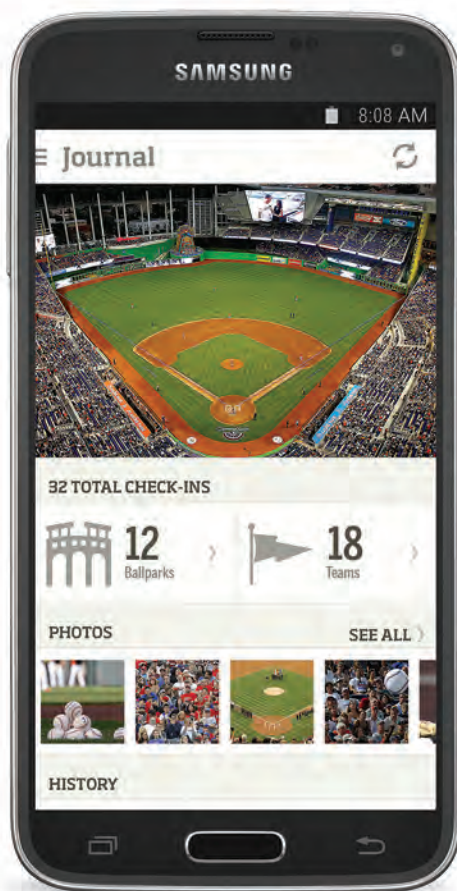 SAMSUNG
8:08 AM
Journal
32 TOTAL CHECK-INS
12
Ballparks
18
Teams
PHOTOS
SEE ALL
HISTORY